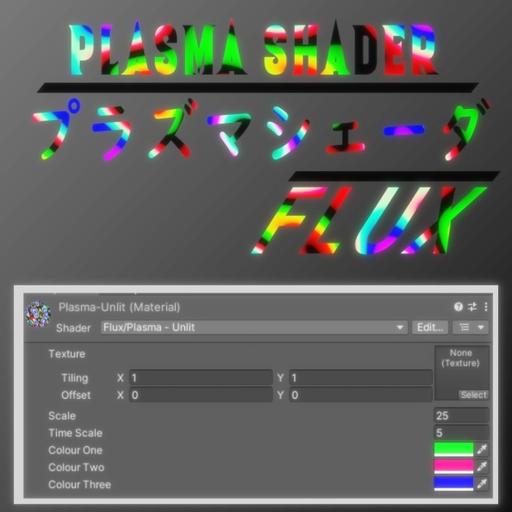 PLASMA SHADER
プラズマシェーダ
FLUX
Plasma-Unlit (Material)
Shader Flux/Plasma - Unlit Edit...
Texture None (Texture)
Tiling X 1 Y 1
Offset X 0 Y 0 Select
Scale 25
Time Scale 5
Colour One
Colour Two
Colour Three